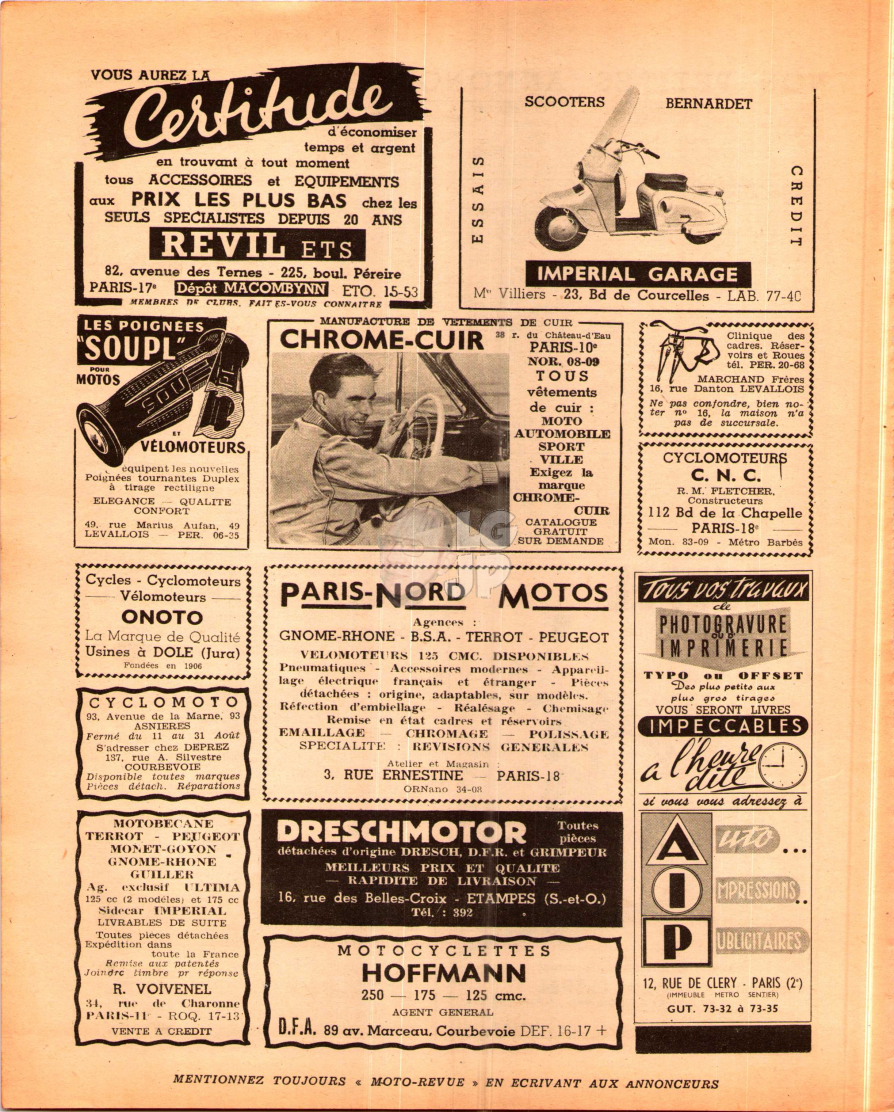 VOUS AUREZ LA
Certitude
d'économiser
temps et argent
en trouvant à tout moment
tous ACCESSOIRES et EQUIPEMENTS
aux PRIX LES PLUS BAS chez les
SEULS SPECIALISTES DEPUIS 20 ANS
REVIL ETS
82, avenue des Ternes - 225, boul. Péreire
PARIS-17e Dépôt MACOMBYNN ETO. 15-53
MEMBRES DE CLUBS, FAITES-VOUS CONNAITRE
SCOOTERS BERNARDET
ESSAIS
CREDIT
IMPERIAL GARAGE
Mo Villiers - 23, Bd de Courcelles - LAB. 77-40
LES POIGNÉES
"SOUPL"
POUR
MOTOS
SOUPL
ET
VÉLOMOTEURS
équipent les nouvelles
Poignées tournantes Duplex
à tirage rectiligne
ELEGANCE — QUALITE
CONFORT
49, rue Marius Aufan, 49
LEVALLOIS — PER. 06-35
MANUFACTURE DE VETEMENTS DE CUIR
CHROME-CUIR
38 r. du Château-d'Eau
PARIS-10e
NOR. 08-09
TOUS
vêtements
de cuir :
MOTO
AUTOMOBILE
SPORT
VILLE
Exigez la
marque
CHROME-
CUIR
CATALOGUE
GRATUIT
SUR DEMANDE
Clinique des
cadres. Réser-
voirs et Roues
tél. PER. 20-68
MARCHAND Frères
16, rue Danton LEVALLOIS
Ne pas confondre, bien no-
ter n° 16, la maison n'a
pas de succursale.
CYCLOMOTEURS
C. N. C.
R. M. FLETCHER,
Constructeurs
112 Bd de la Chapelle
— PARIS-18e —
Mon. 83-09 - Métro Barbès
Cycles - Cyclomoteurs
— Vélomoteurs —
ONOTO
La Marque de Qualité
Usines à DOLE (Jura)
Fondées en 1906
CYCLOMOTO
93, Avenue de la Marne, 93
ASNIERES
Fermé du 11 au 31 Août
S'adresser chez DEPREZ
137, rue A. Silvestre
COURBEVOIE
Disponible toutes marques
Pièces détach. Réparations
MOTOBECANE
TERROT - PEUGEOT
MONET-GOYON
GNOME-RHONE
GUILLER
Ag. exclusif ULTIMA
125 cc (2 modèles) et 175 cc
Sidecar IMPERIAL
LIVRABLES DE SUITE
Toutes pièces détachées
Expédition dans
toute la France
Remise aux patentés
Joindre timbre pr réponse
R. VOIVENEL
34, rue de Charonne
PARIS-11e - ROQ. 17-13
VENTE A CREDIT
PARIS-NORD MOTOS
Agences :
GNOME-RHONE - B.S.A. - TERROT - PEUGEOT
VELOMOTEURS 125 CMC. DISPONIBLES
Pneumatiques - Accessoires modernes - Appareil-
lage électrique français et étranger - Pièces
détachées : origine, adaptables, sur modèles.
Réfection d'embiellage - Réalésage - Chemisage
Remise en état cadres et réservoirs
EMAILLAGE — CHROMAGE — POLISSAGE
SPECIALITE : REVISIONS GENERALES
Atelier et Magasin :
3, RUE ERNESTINE — PARIS-18e
ORNano 34-08
DRESCHMOTOR Toutes
pièces
détachées d'origine DRESCH, D.F.R. et GRIMPEUR
MEILLEURS PRIX ET QUALITE
— RAPIDITE DE LIVRAISON —
16, rue des Belles-Croix - ETAMPES (S.-et-O.)
Tél. : 392
MOTOCYCLETTES
HOFFMANN
250 — 175 — 125 cmc.
AGENT GENERAL
D.F.A. 89 av. Marceau, Courbevoie DEF. 16-17 +
Tous vos travaux
de
PHOTOGRAVURE
OU D'
IMPRIMERIE
TYPO ou OFFSET
Des plus petits aux
plus gros tirages
VOUS SERONT LIVRES
IMPECCABLES
a l'heure
dite
si vous vous adressez à
AUTO...
IMPRESSIONS..
PUBLICITAIRES
12, RUE DE CLERY - PARIS (2e)
(IMMEUBLE METRO SENTIER)
GUT. 73-32 à 73-35
MENTIONNEZ TOUJOURS « MOTO-REVUE » EN ECRIVANT AUX ANNONCEURS